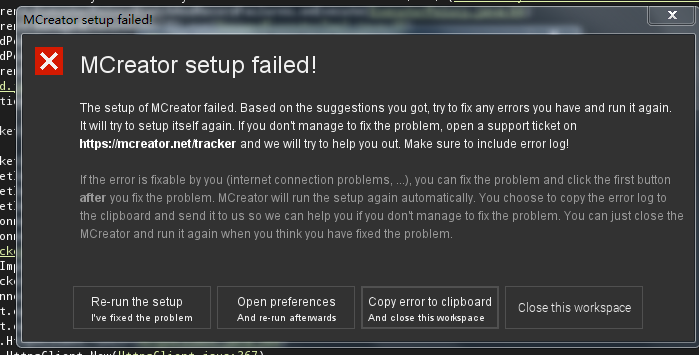 MCreator setup failed!
MCreator setup failed!
The setup of MCreator failed. Based on the suggestions you got, try to fix any errors you have and run it again.
It will try to setup itself again. If you don't manage to fix the problem, open a support ticket on
https://mcreator.net/tracker and we will try to help you out. Make sure to include error log!
If the error is fixable by you (internet connection problems, ...), you can fix the problem and click the first button
after you fix the problem. MCreator will run the setup again automatically. You choose to copy the error log to
the clipboard and send it to us so we can help you if you don't manage to fix the problem. You can just close the
MCreator and run it again when you think you have fixed the problem.
Re-run the setup
I've fixed the problem
Open preferences
And re-run afterwards
Copy error to clipboard
And close this workspace
Close this workspace